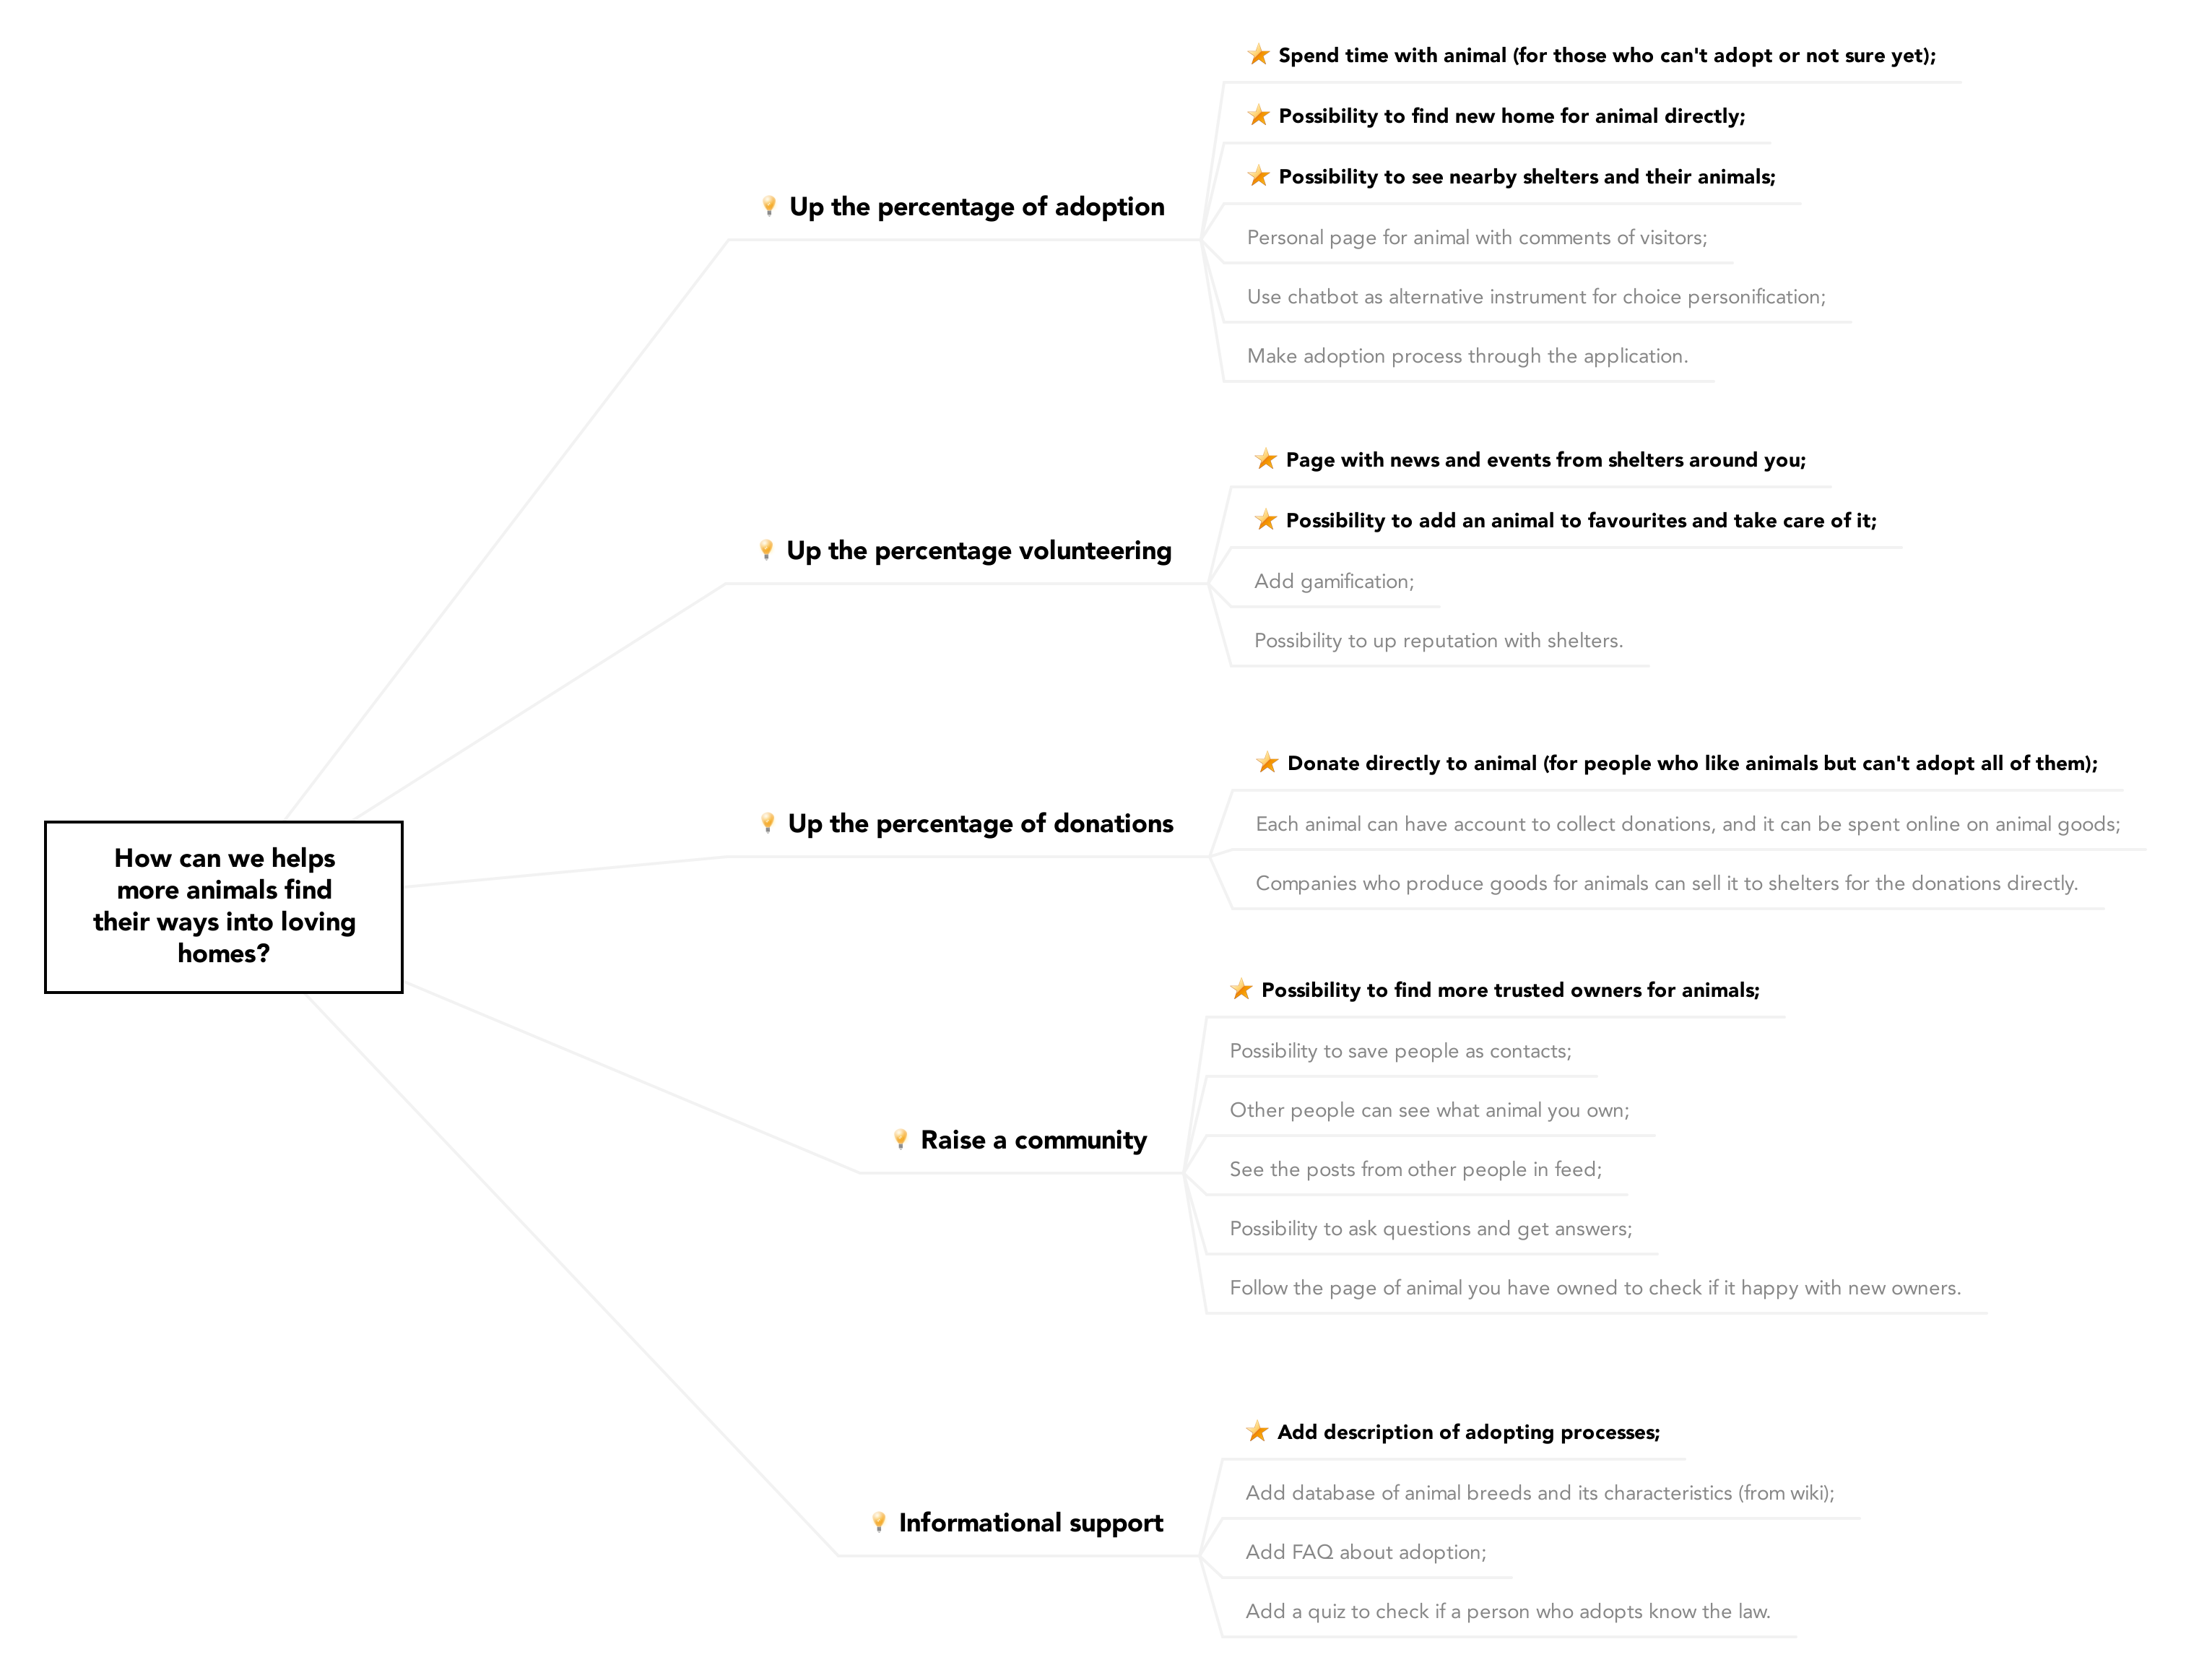 How can we helps
more animals find
their ways into loving
homes?
Up the percentage of adoption
Spend time with animal (for those who can't adopt or not sure yet);
Possibility to find new home for animal directly;
Possibility to see nearby shelters and their animals;
Personal page for animal with comments of visitors;
Use chatbot as alternative instrument for choice personification;
Make adoption process through the application.
Up the percentage volunteering
Page with news and events from shelters around you;
Possibility to add an animal to favourites and take care of it;
Add gamification;
Possibility to up reputation with shelters.
Up the percentage of donations
Donate directly to animal (for people who like animals but can't adopt all of them);
Each animal can have account to collect donations, and it can be spent online on animal goods;
Companies who produce goods for animals can sell it to shelters for the donations directly.
Raise a community
Possibility to find more trusted owners for animals;
Possibility to save people as contacts;
Other people can see what animal you own;
See the posts from other people in feed;
Possibility to ask questions and get answers;
Follow the page of animal you have owned to check if it happy with new owners.
Informational support
Add description of adopting processes;
Add database of animal breeds and its characteristics (from wiki);
Add FAQ about adoption;
Add a quiz to check if a person who adopts know the law.